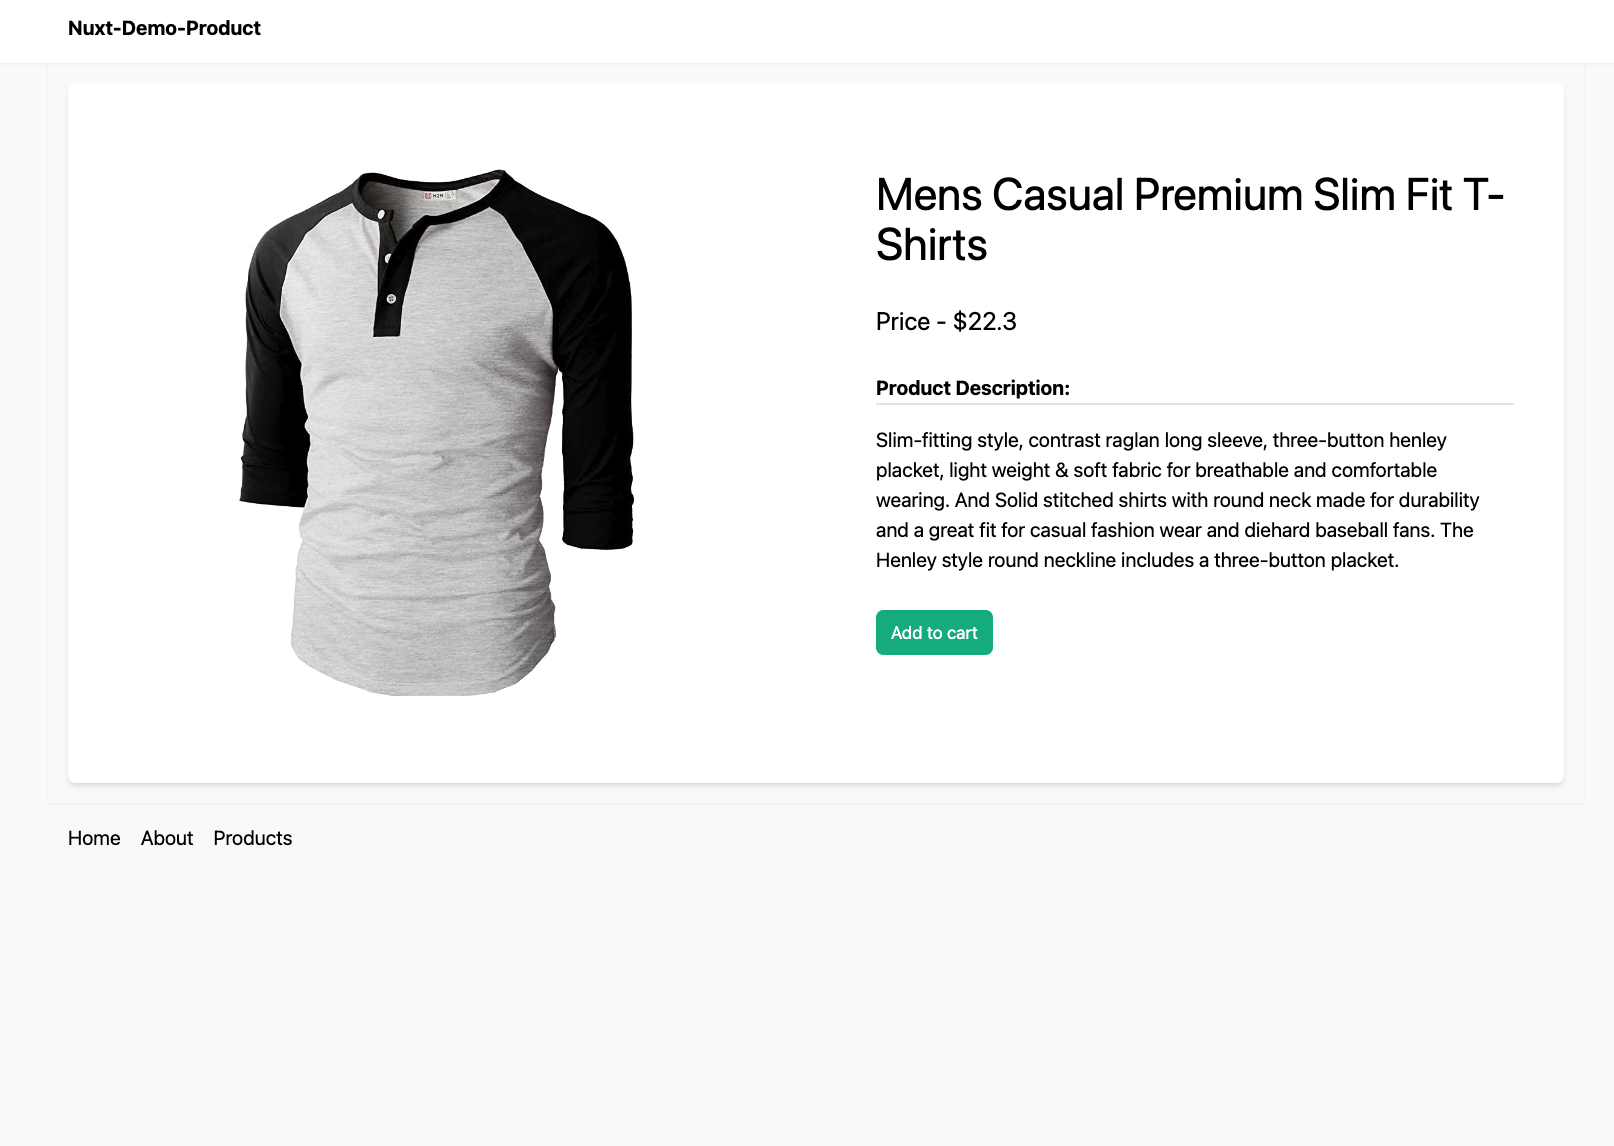 Nuxt-Demo-Product
Mens Casual Premium Slim Fit T-
Shirts
Price - $22.3
Product Description:
Slim-fitting style, contrast raglan long sleeve, three-button henley
placket, light weight & soft fabric for breathable and comfortable
wearing. And Solid stitched shirts with round neck made for durability
and a great fit for casual fashion wear and diehard baseball fans. The
Henley style round neckline includes a three-button placket.
Add to cart
Home About Products